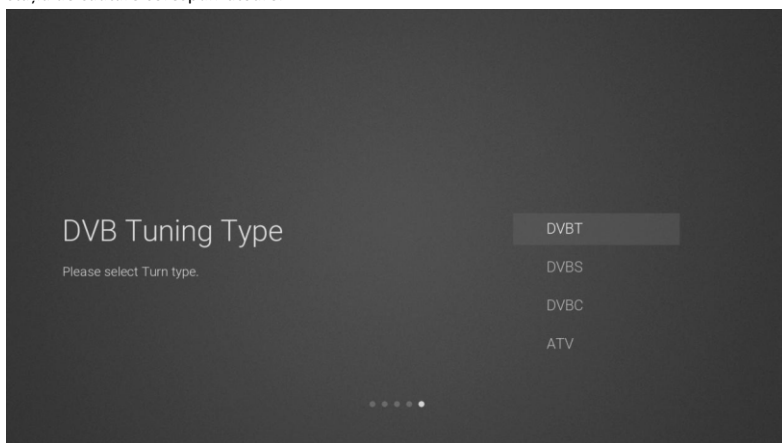 DVB Tuning Type
Please select Turn type.
DVBT
DVBS
DVBC
ATV